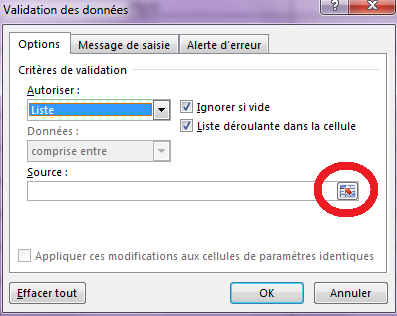 Validation des données
?
Options
Message de saisie
Alerte d'erreur
Critères de validation
Autoriser :
Liste
Ignorer si vide
Liste déroulante dans la cellule
Données :
comprise entre
Source :
Appliquer ces modifications aux cellules de paramètres identiques
Effacer tout
OK
Annuler